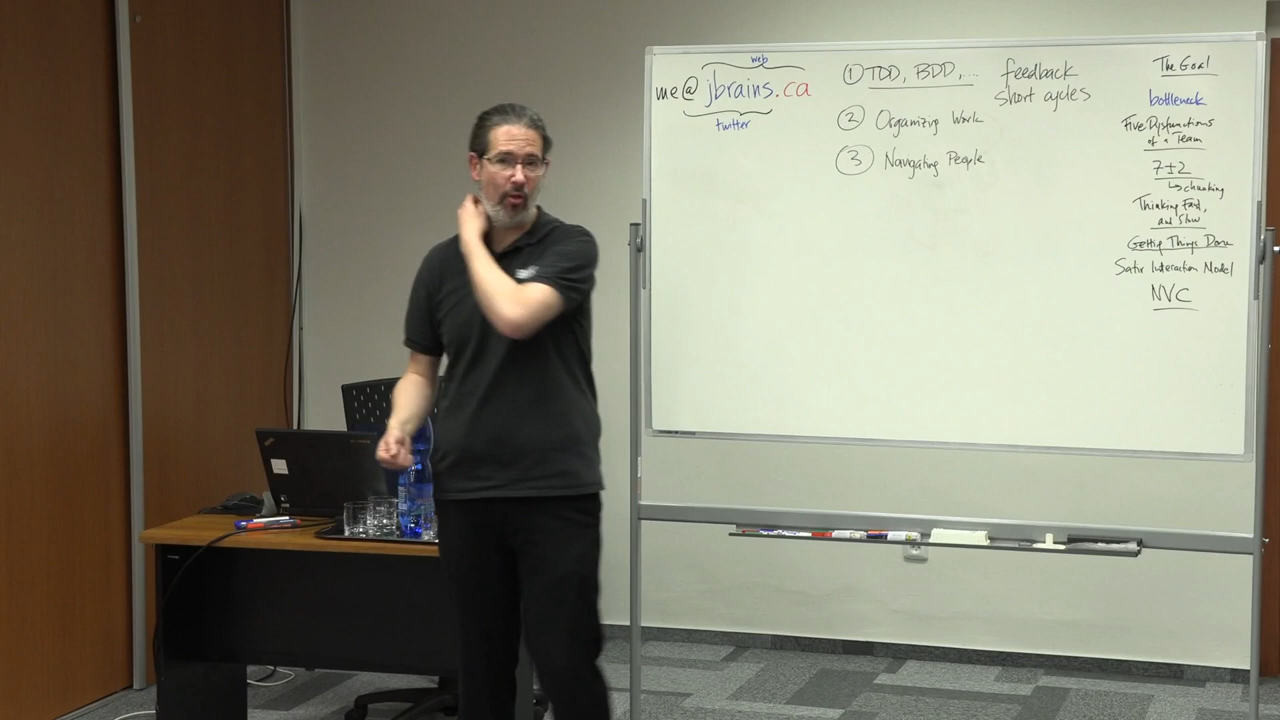 web
me@jbrains.ca
twitter
① TDD, BDD,...
② Organizing Work
③ Navigating People
feedback
short cycles
The Goal
bottleneck
Five Dysfunctions
of a Team
7±2
↳ chunking
Thinking Fast,
and Slow
Getting Things Done
Satir Interaction Model
NVC